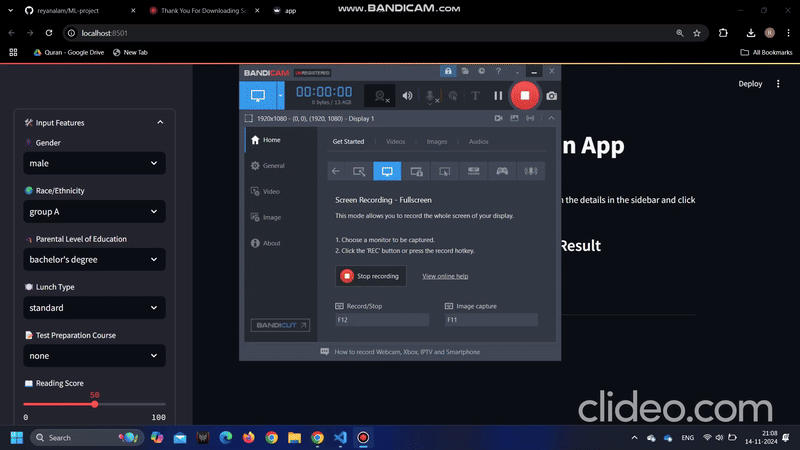 reyanalam/ML-project
Thank You For Downloading Sc
app
www.BANDICAM.com
localhost:8501
Quran - Google Drive
New Tab
All Bookmarks
Deploy
Input Features
Gender
male
Race/Ethnicity
group A
Parental Level of Education
bachelor's degree
Lunch Type
standard
Test Preparation Course
none
Reading Score
50
0
100
BANDICAM
UNREGISTERED
00:00:00
0 bytes / 13.4GB
1920x1080 - (0, 0), (1920, 1080) - Display 1
Home
General
Video
Image
About
BANDICUT
Get Started
Videos
Images
Audios
Screen Recording - Fullscreen
This mode allows you to record the whole screen of your display.
1. Choose a monitor to be captured.
2. Click the 'REC' button or press the record hotkey.
Stop recording
View online help
Record/Stop
Image capture
F12
F11
How to record Webcam, Xbox, IPTV and Smartphone
n App
n the details in the sidebar and click
Result
clideo.com
Search
ENG
21:08
14-11-2024